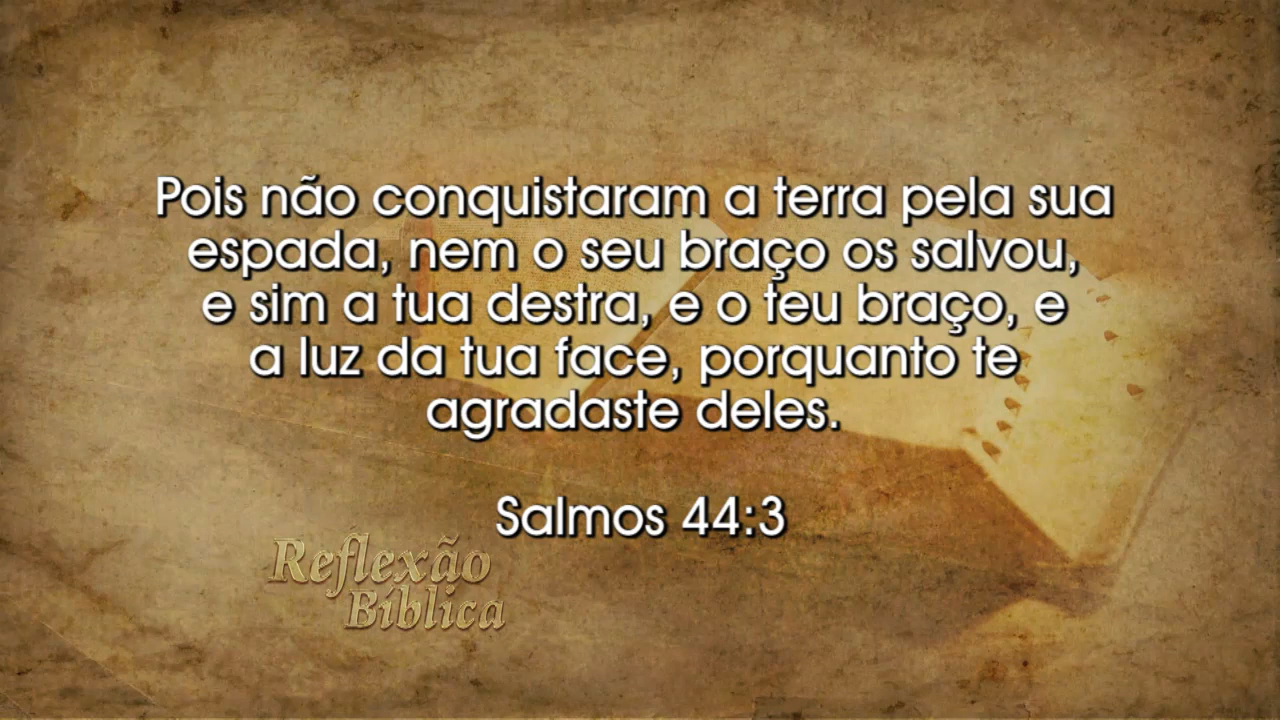 Pois não conquistaram a terra pela sua
espada, nem o seu braço os salvou,
e sim a tua destra, e o teu braço, e
a luz da tua face, porquanto te
agradaste deles.
Salmos 44:3
Reflexão
Bíblica